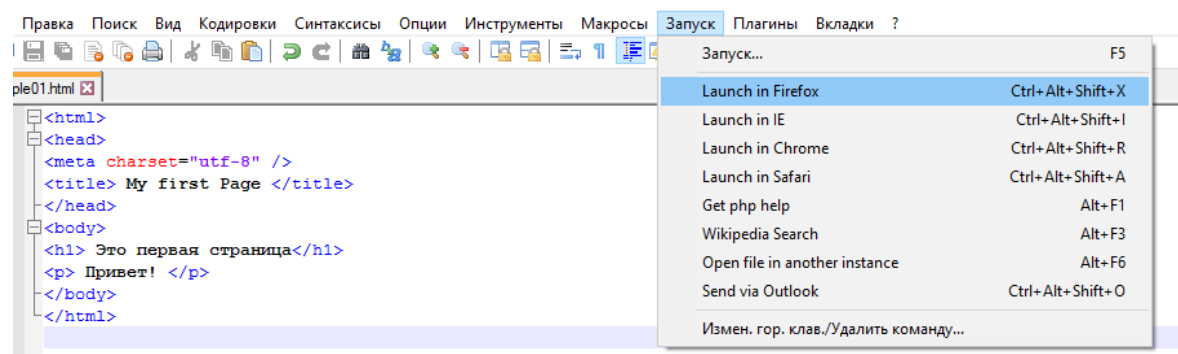 Правка Поиск Вид Кодировки Синтаксисы Опции Инструменты Макросы Запуск Плагины Вкладки ?
ple01.html
<html>
<head>
<meta charset="utf-8" />
<title> My first Page </title>
</head>
<body>
<h1> Это первая страница</h1>
<p> Привет! </p>
</body>
</html>
Запуск... F5
Launch in Firefox Ctrl+Alt+Shift+X
Launch in IE Ctrl+Alt+Shift+I
Launch in Chrome Ctrl+Alt+Shift+R
Launch in Safari Ctrl+Alt+Shift+A
Get php help Alt+F1
Wikipedia Search Alt+F3
Open file in another instance Alt+F6
Send via Outlook Ctrl+Alt+Shift+O
Измен. гор. клав./Удалить команду...